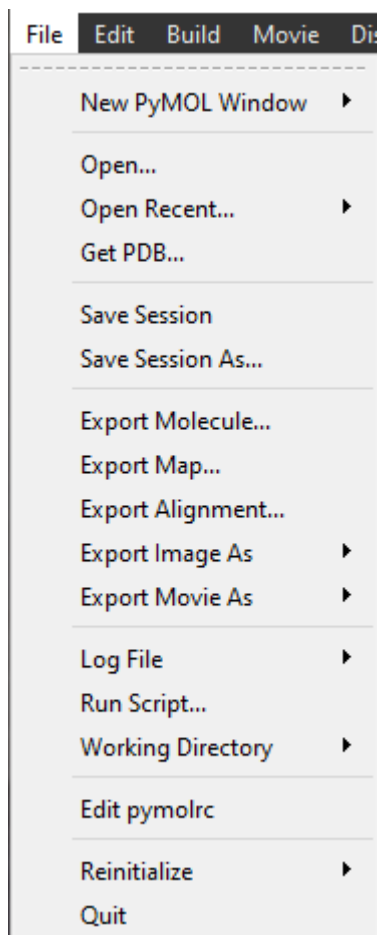 File Edit Build Movie Dis
New PyMOL Window
Open...
Open Recent...
Get PDB...
Save Session
Save Session As...
Export Molecule...
Export Map...
Export Alignment...
Export Image As
Export Movie As
Log File
Run Script...
Working Directory
Edit pymolrc
Reinitialize
Quit